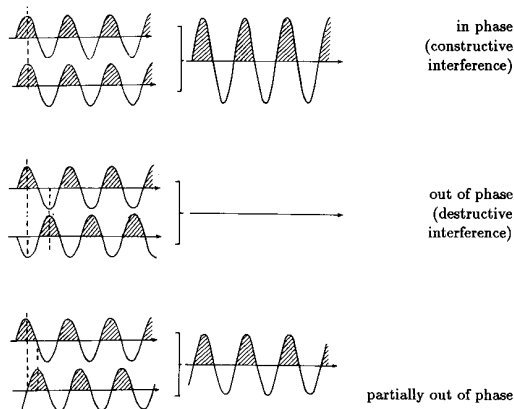 in phase
(constructive
interference)
out of phase
(destructive
interference)
partially out of phase